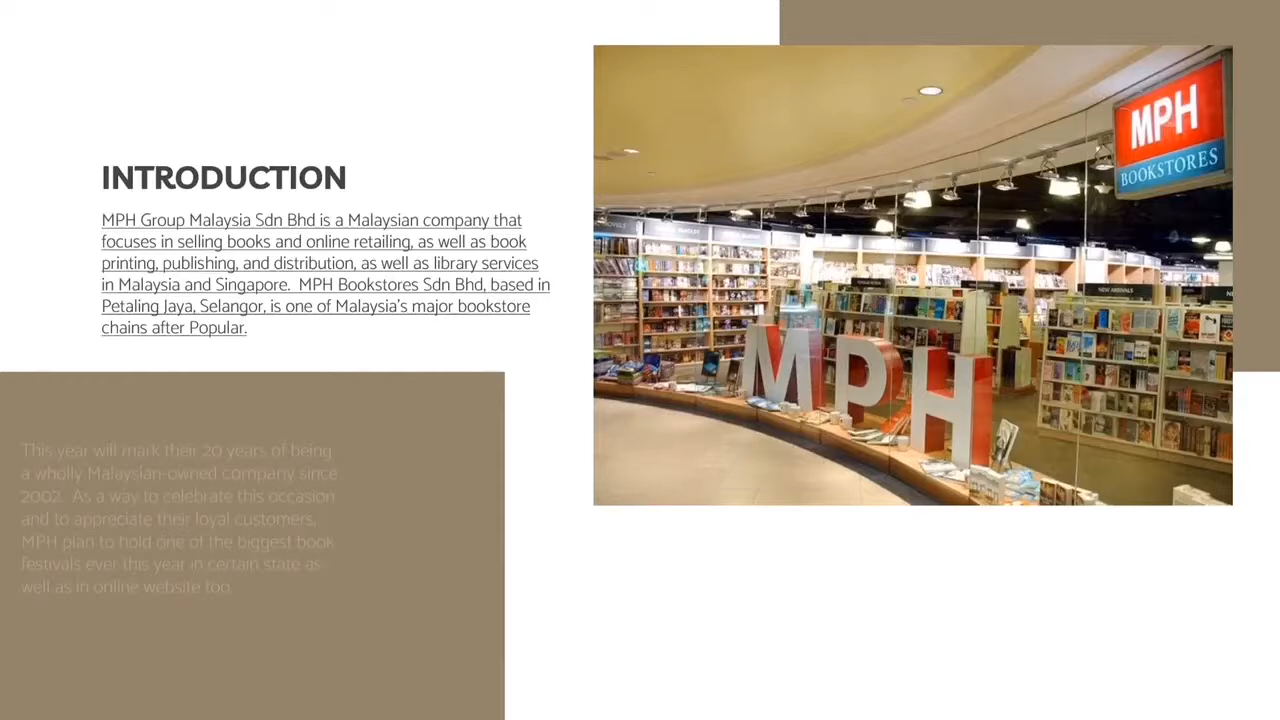 INTRODUCTION
MPH Group Malaysia Sdn Bhd is a Malaysian company that
focuses in selling books and online retailing, as well as book
printing, publishing, and distribution, as well as library services
in Malaysia and Singapore.  MPH Bookstores Sdn Bhd, based in
Petaling Jaya, Selangor, is one of Malaysia's major bookstore
chains after Popular.
This year will mark their 20 years of being
a wholly Malaysian-owned company since
2002.  As a way to celebrate this occasion
and to appreciate their loyal customers,
MPH plan to hold one of the biggest book
festivals ever this year in certain state as
well as in online website too.
MPH
BOOKSTORES
MPH
NEW ARRIVALS